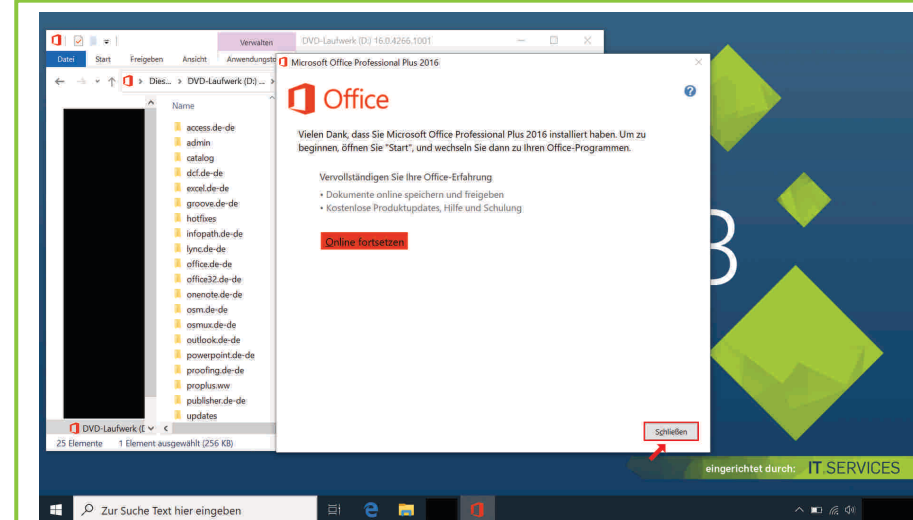 Verwalten
DVD-Laufwerk (D:) 16.0.4266.1001
Datei Start Freigeben Ansicht Anwendungsto
Dies... > DVD-Laufwerk (D:) ... >
Name
access.de-de
admin
catalog
dcf.de-de
excel.de-de
groove.de-de
hotfixes
infopath.de-de
lync.de-de
office.de-de
office32.de-de
onenote.de-de
osm.de-de
osmux.de-de
outlook.de-de
powerpoint.de-de
proofing.de-de
proplus.ww
publisher.de-de
updates
DVD-Laufwerk (D
25 Elemente 1 Element ausgewählt (256 KB)
Microsoft Office Professional Plus 2016
Office
Vielen Dank, dass Sie Microsoft Office Professional Plus 2016 installiert haben. Um zu
beginnen, öffnen Sie "Start", und wechseln Sie dann zu Ihren Office-Programmen.
Vervollständigen Sie Ihre Office-Erfahrung
• Dokumente online speichern und freigeben
• Kostenlose Produktupdates, Hilfe und Schulung
Online fortsetzen
Schließen
eingerichtet durch: IT.SERVICES
Zur Suche Text hier eingeben